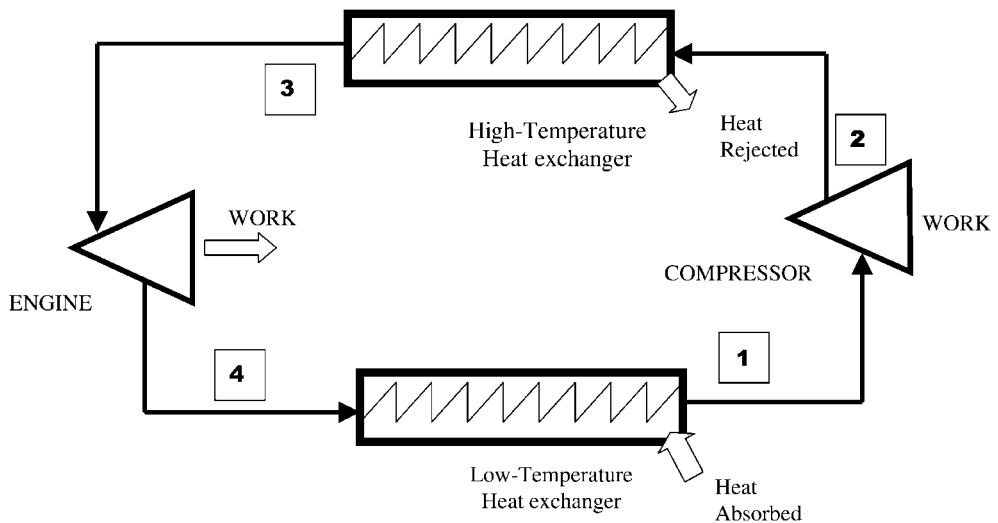 3
High-Temperature
Heat exchanger
Heat
Rejected
2
WORK
ENGINE
COMPRESSOR
WORK
4
1
Low-Temperature
Heat exchanger
Heat
Absorbed